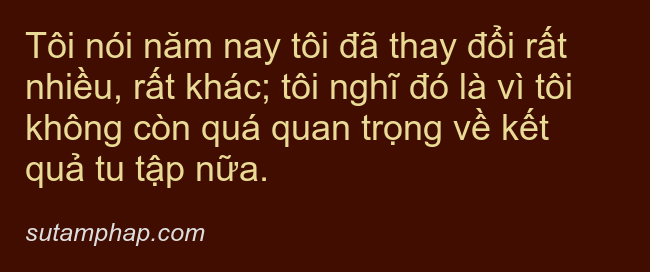 Tôi nói năm nay tôi đã thay đổi rất
nhiều, rất khác; tôi nghĩ đó là vì tôi
không còn quá quan trọng về kết
quả tu tập nữa.
sutamphap.com